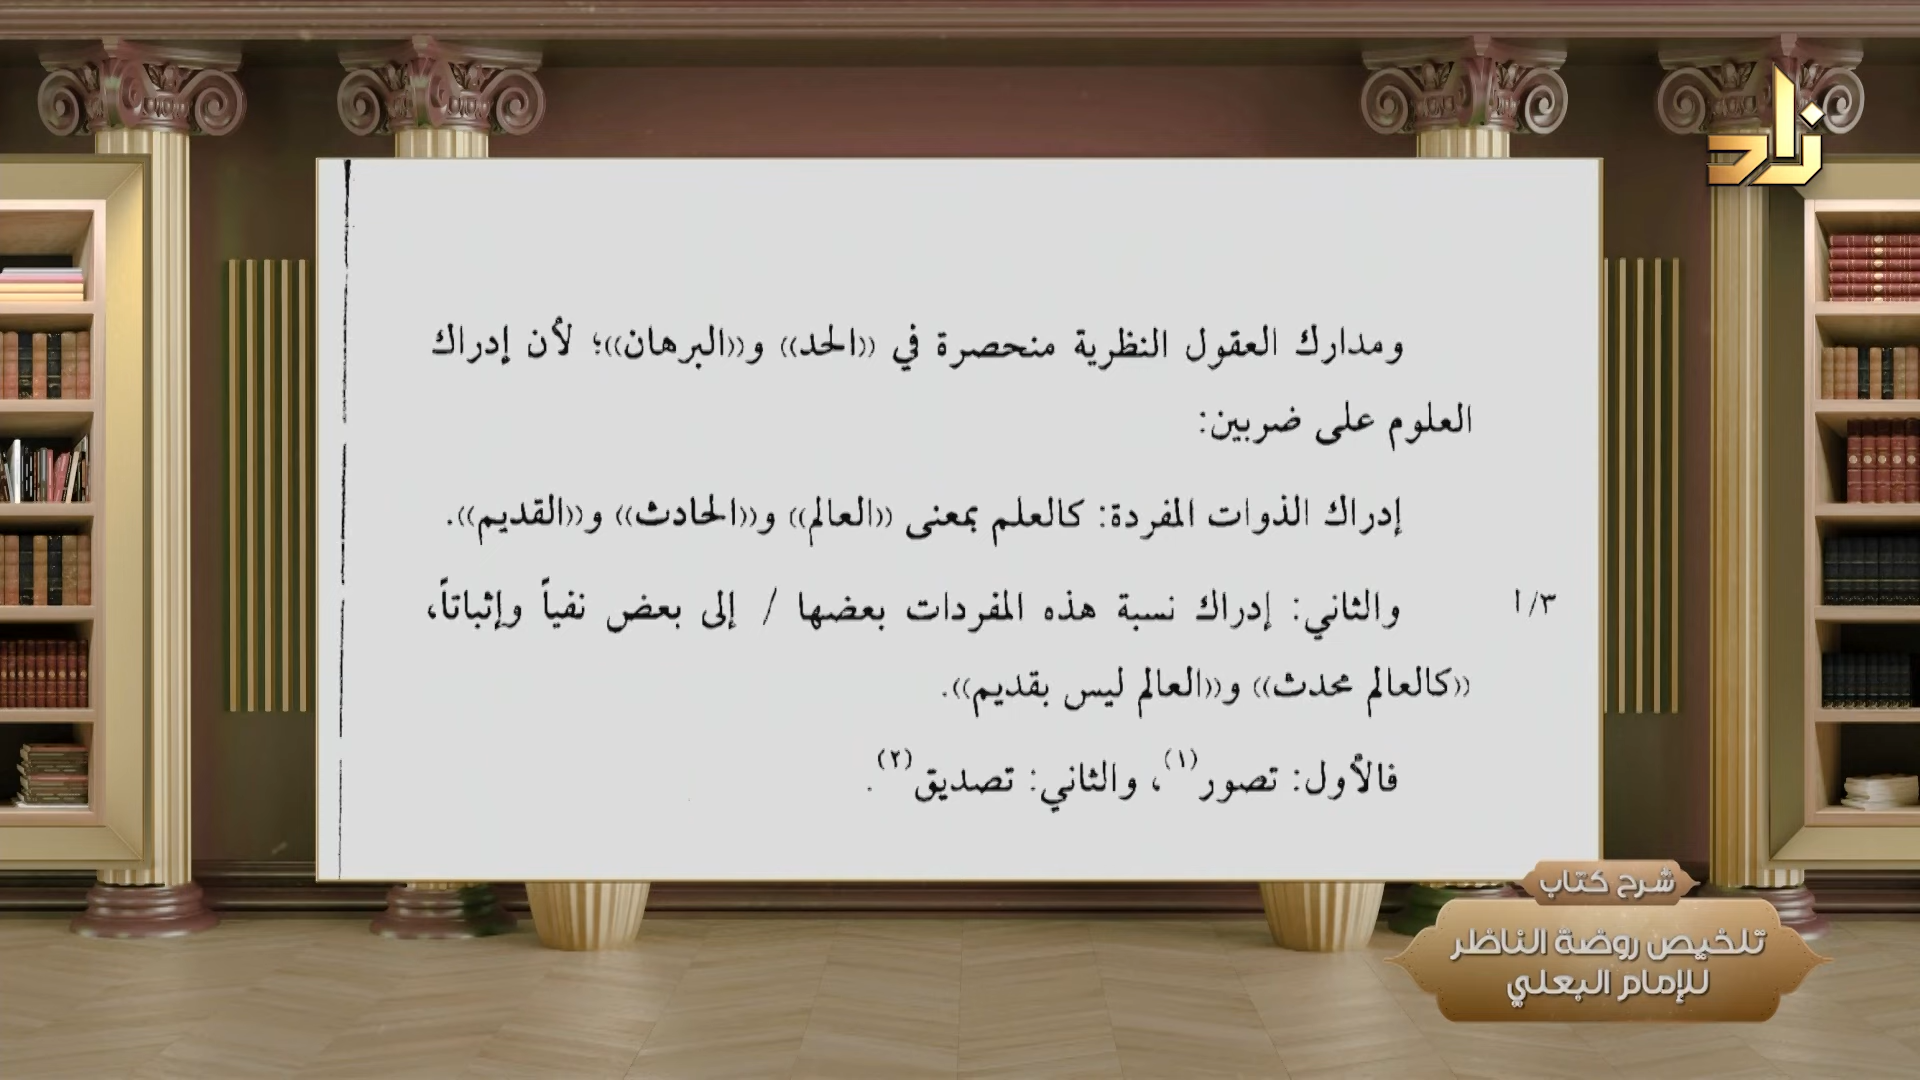 زاد
ومدارك العقول النظرية منحصرة في ((الحد)) و((البرهان))؛ لأن إدراك
العلوم على ضربين:
إدراك الذوات المفردة: كالعلم بمعنى ((العالم)) و((الحادث)) و((القديم)).
والثاني: إدراك نسبة هذه المفردات بعضها / إلى بعض نفياً وإثباتاً،
٣/أ
((كالعالم محدث)) و((العالم ليس بقديم)).
فالأول: تصور(١)، والثاني: تصديق(٢).
شرح كتاب
تلخيص روضة الناظر
للإمام البعلي